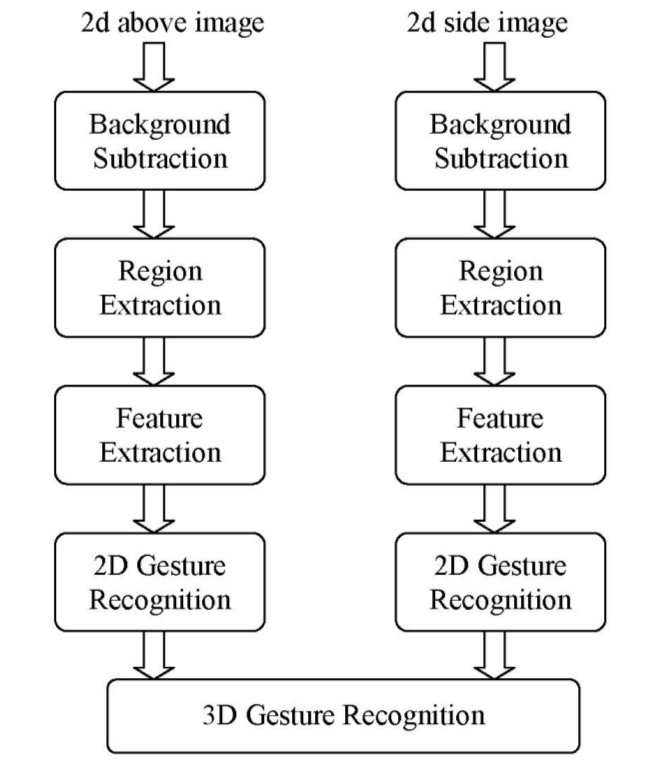 2d above image
Background
Subtraction
Region
Extraction
Feature
Extraction
2D Gesture
Recognition
2d side image
Background
Subtraction
Region
Extraction
Feature
Extraction
2D Gesture
Recognition
3D Gesture Recognition